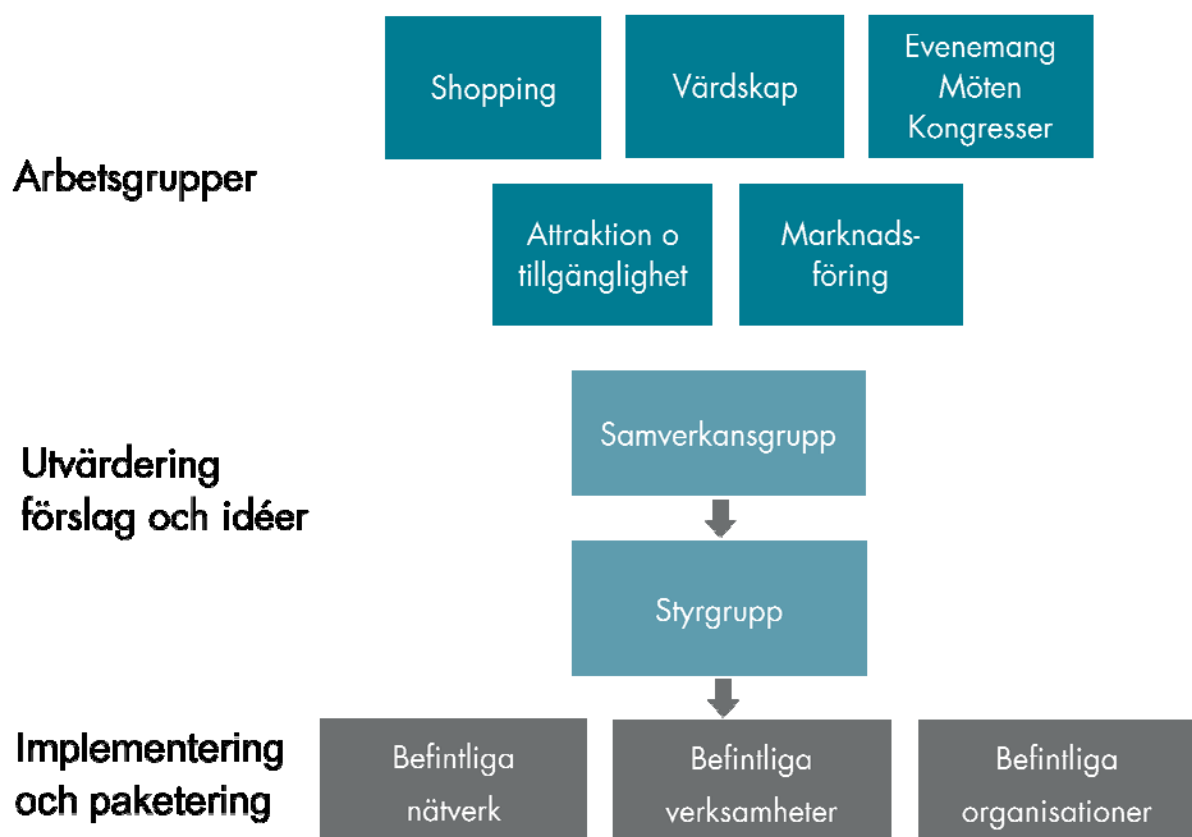 Arbetsgrupper
Shopping
Värdskap
Evenemang
Möten
Kongresser
Attraktion o
tillgänglighet
Marknads-
föring
Utvärdering
förslag och idéer
Samverkansgrupp
Styrgrupp
Implementering
och paketering
Befintliga
nätverk
Befintliga
verksamheter
Befintliga
organisationer